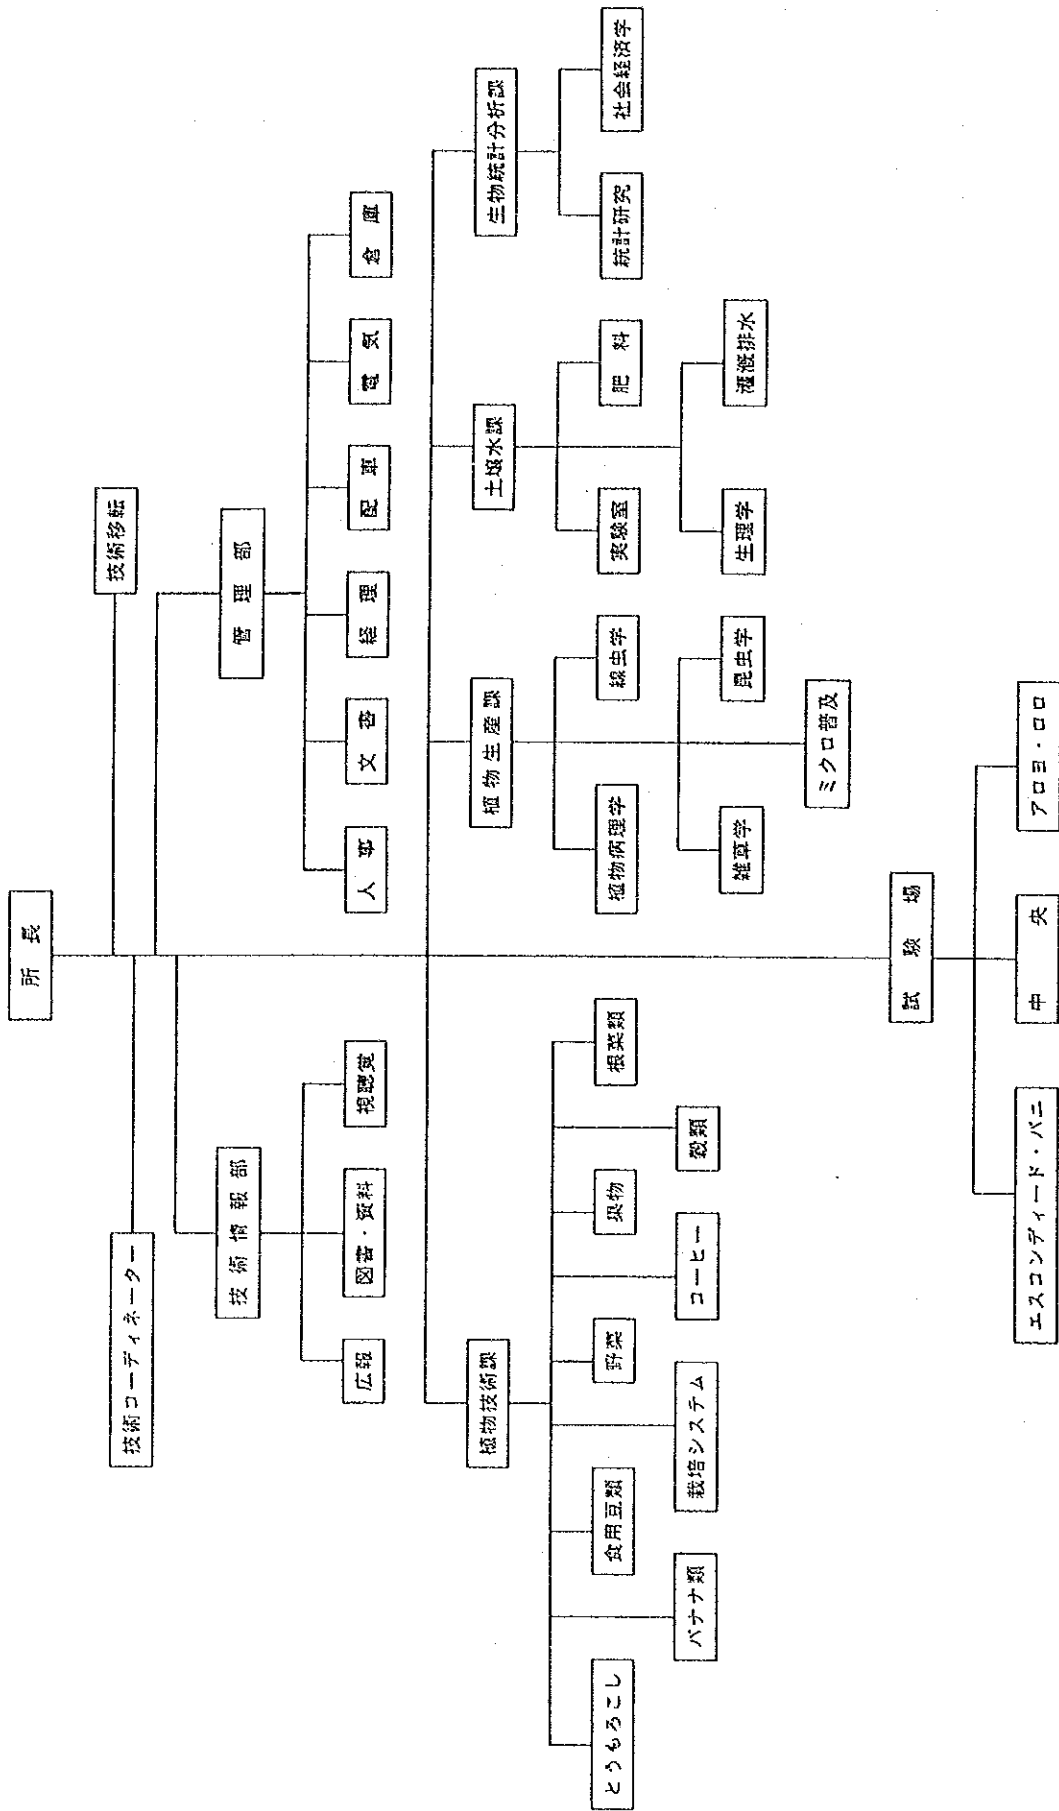 所長
技術移転
技術コーディネーター
管理部
技術情報部
人事
文書
経理
配車
電気
倉庫
広報
図書・資料
視聴覚
植物技術課
植物生産課
土壌水課
生物統計分析課
とうもろこし
食用豆類
野菜
果物
根菜類
バナナ類
栽培システム
コーヒー
穀類
植物病理学
線虫学
雑草学
昆虫学
ミクロ普及
実験室
肥料
生理学
灌漑排水
統計研究
社会経済学
試験場
エスコンディード・バニ
中央
アロヨ・ロロ